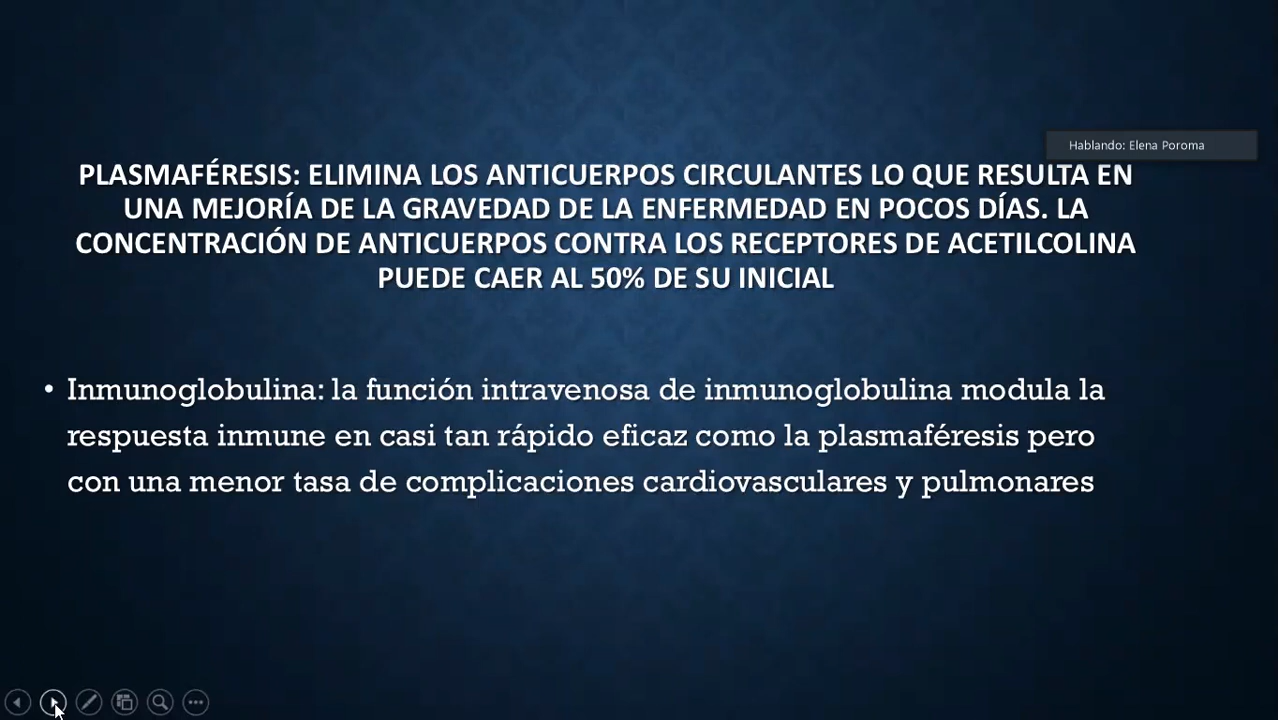 Hablando: Elena Poroma
PLASMAFÉRESIS: ELIMINA LOS ANTICUERPOS CIRCULANTES LO QUE RESULTA EN
UNA MEJORÍA DE LA GRAVEDAD DE LA ENFERMEDAD EN POCOS DÍAS. LA
CONCENTRACIÓN DE ANTICUERPOS CONTRA LOS RECEPTORES DE ACETILCOLINA
PUEDE CAER AL 50% DE SU INICIAL
• Inmunoglobulina: la función intravenosa de inmunoglobulina modula la
respuesta inmune en casi tan rápido eficaz como la plasmaféresis pero
con una menor tasa de complicaciones cardiovasculares y pulmonares